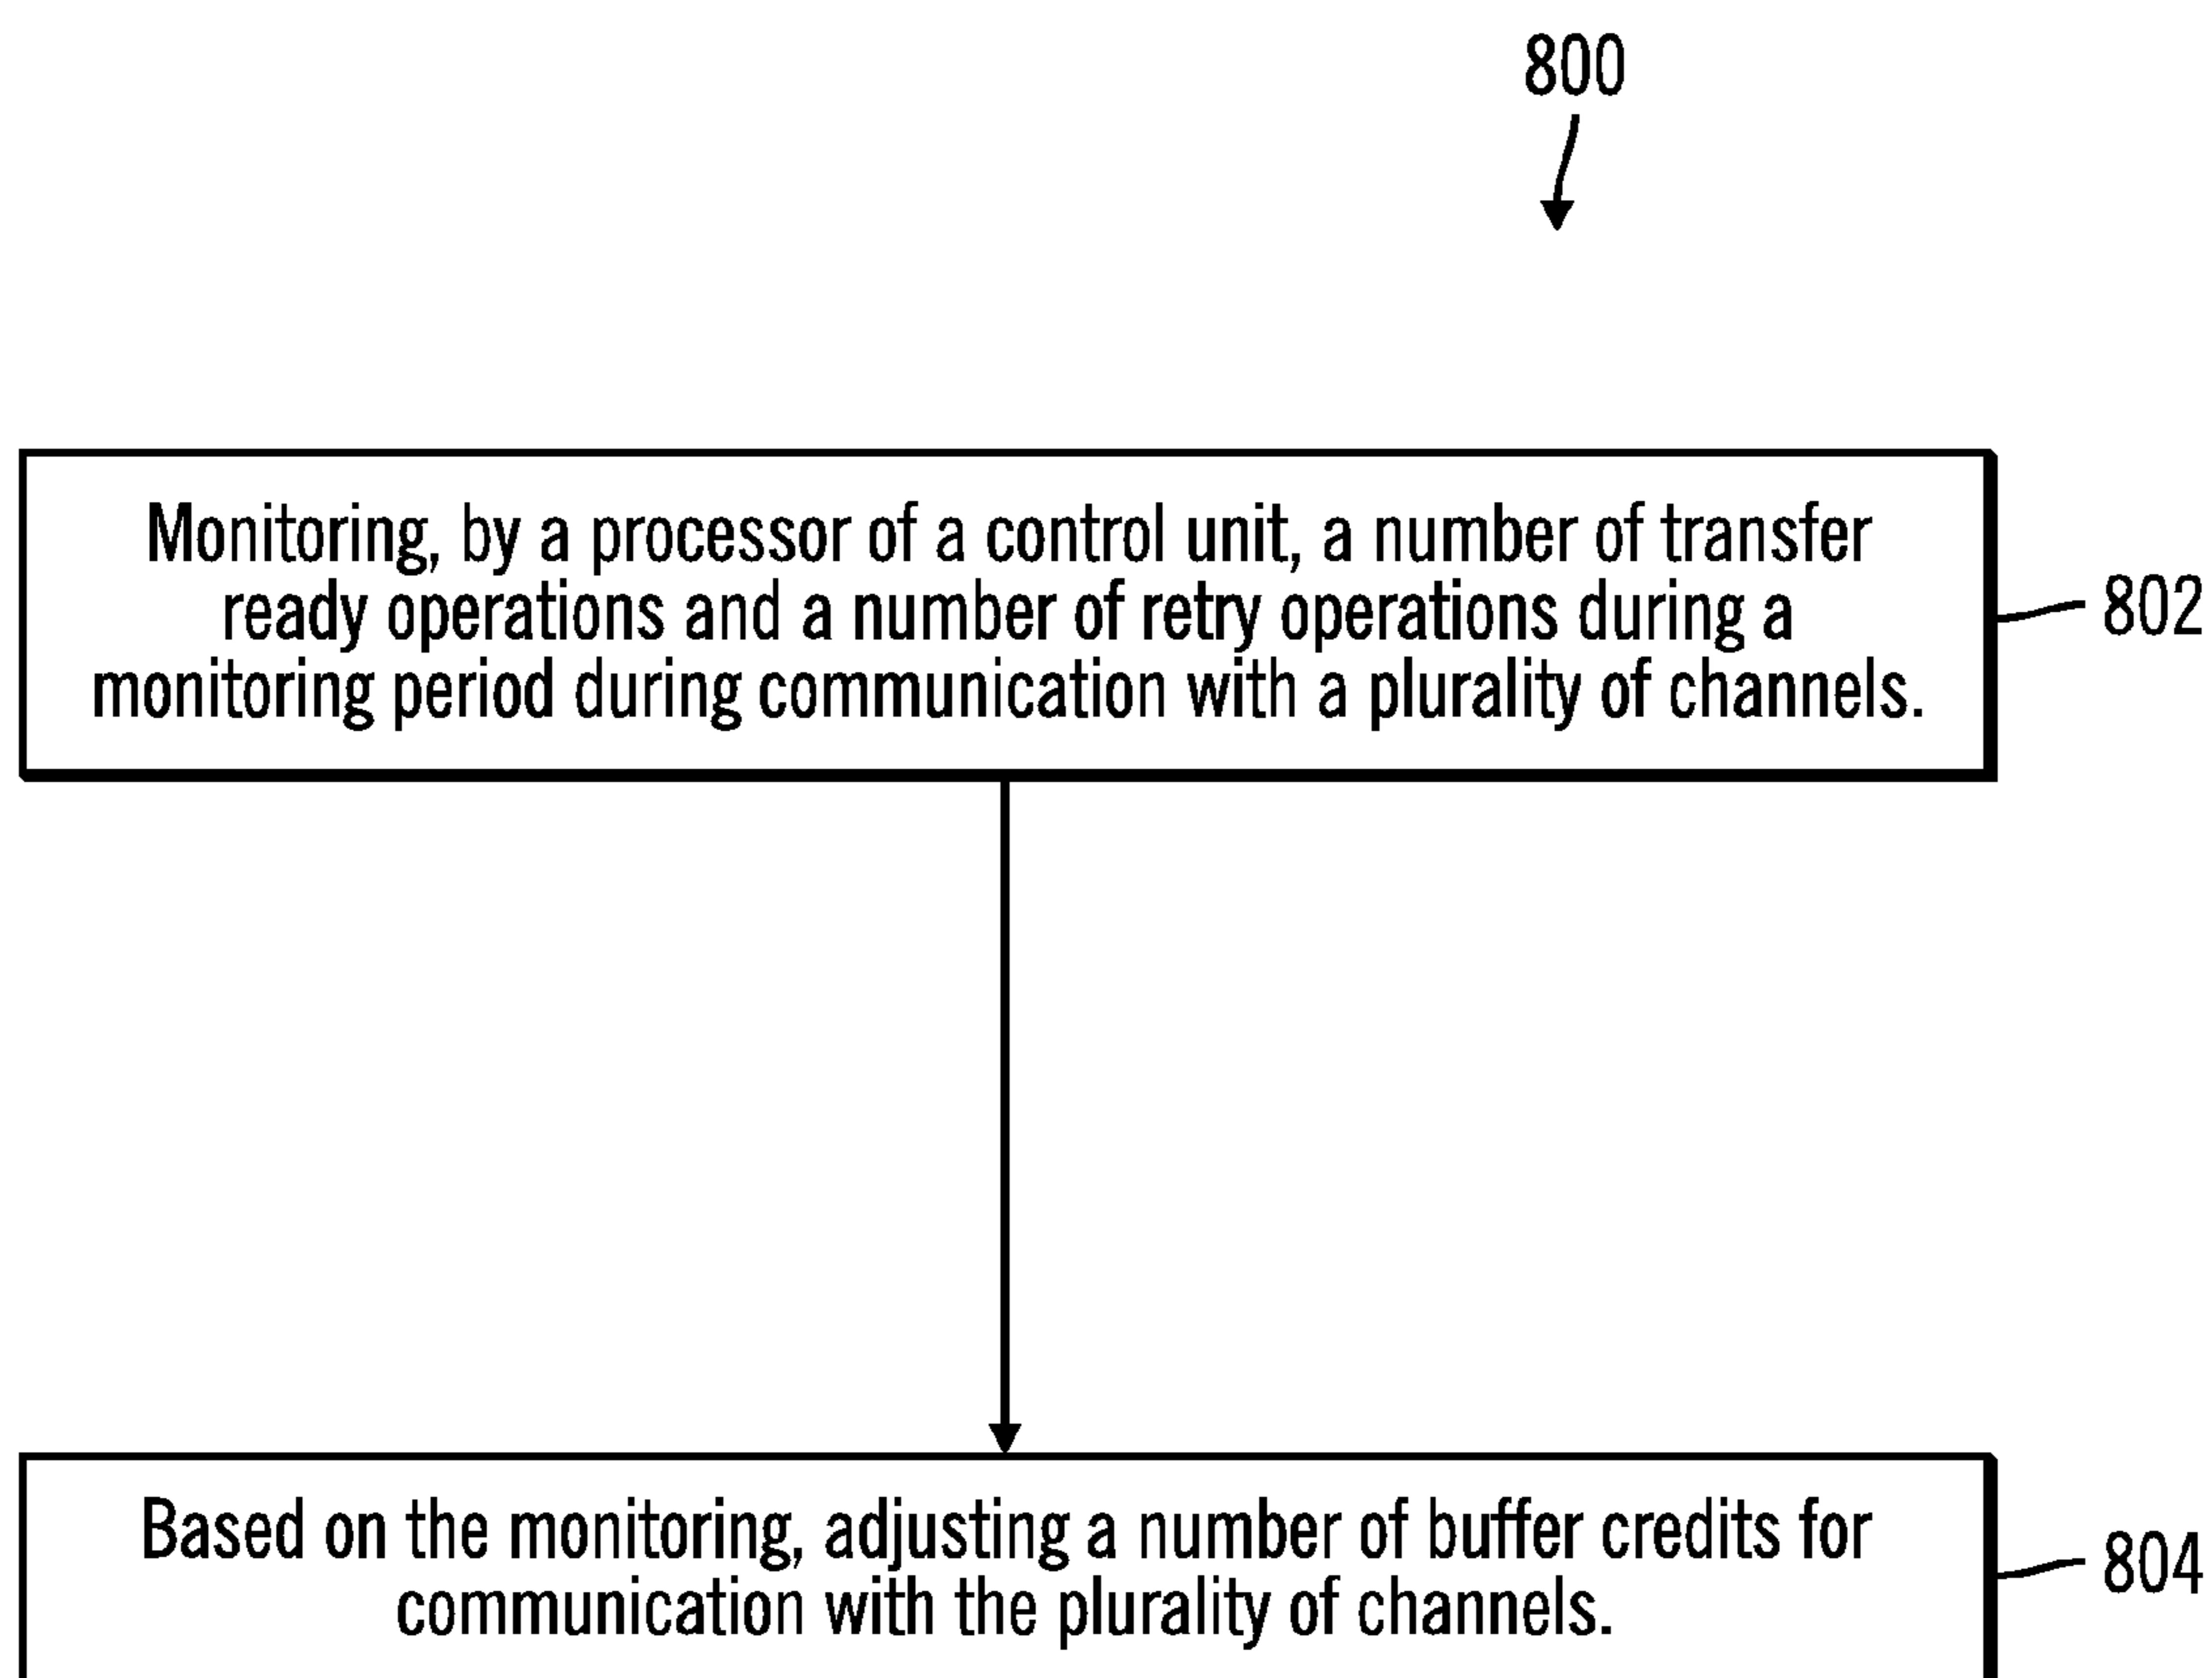 800
Monitoring, by a processor of a control unit, a number of transfer
ready operations and a number of retry operations during a
monitoring period during communication with a plurality of channels.
802
Based on the monitoring, adjusting a number of buffer credits for
communication with the plurality of channels.
804